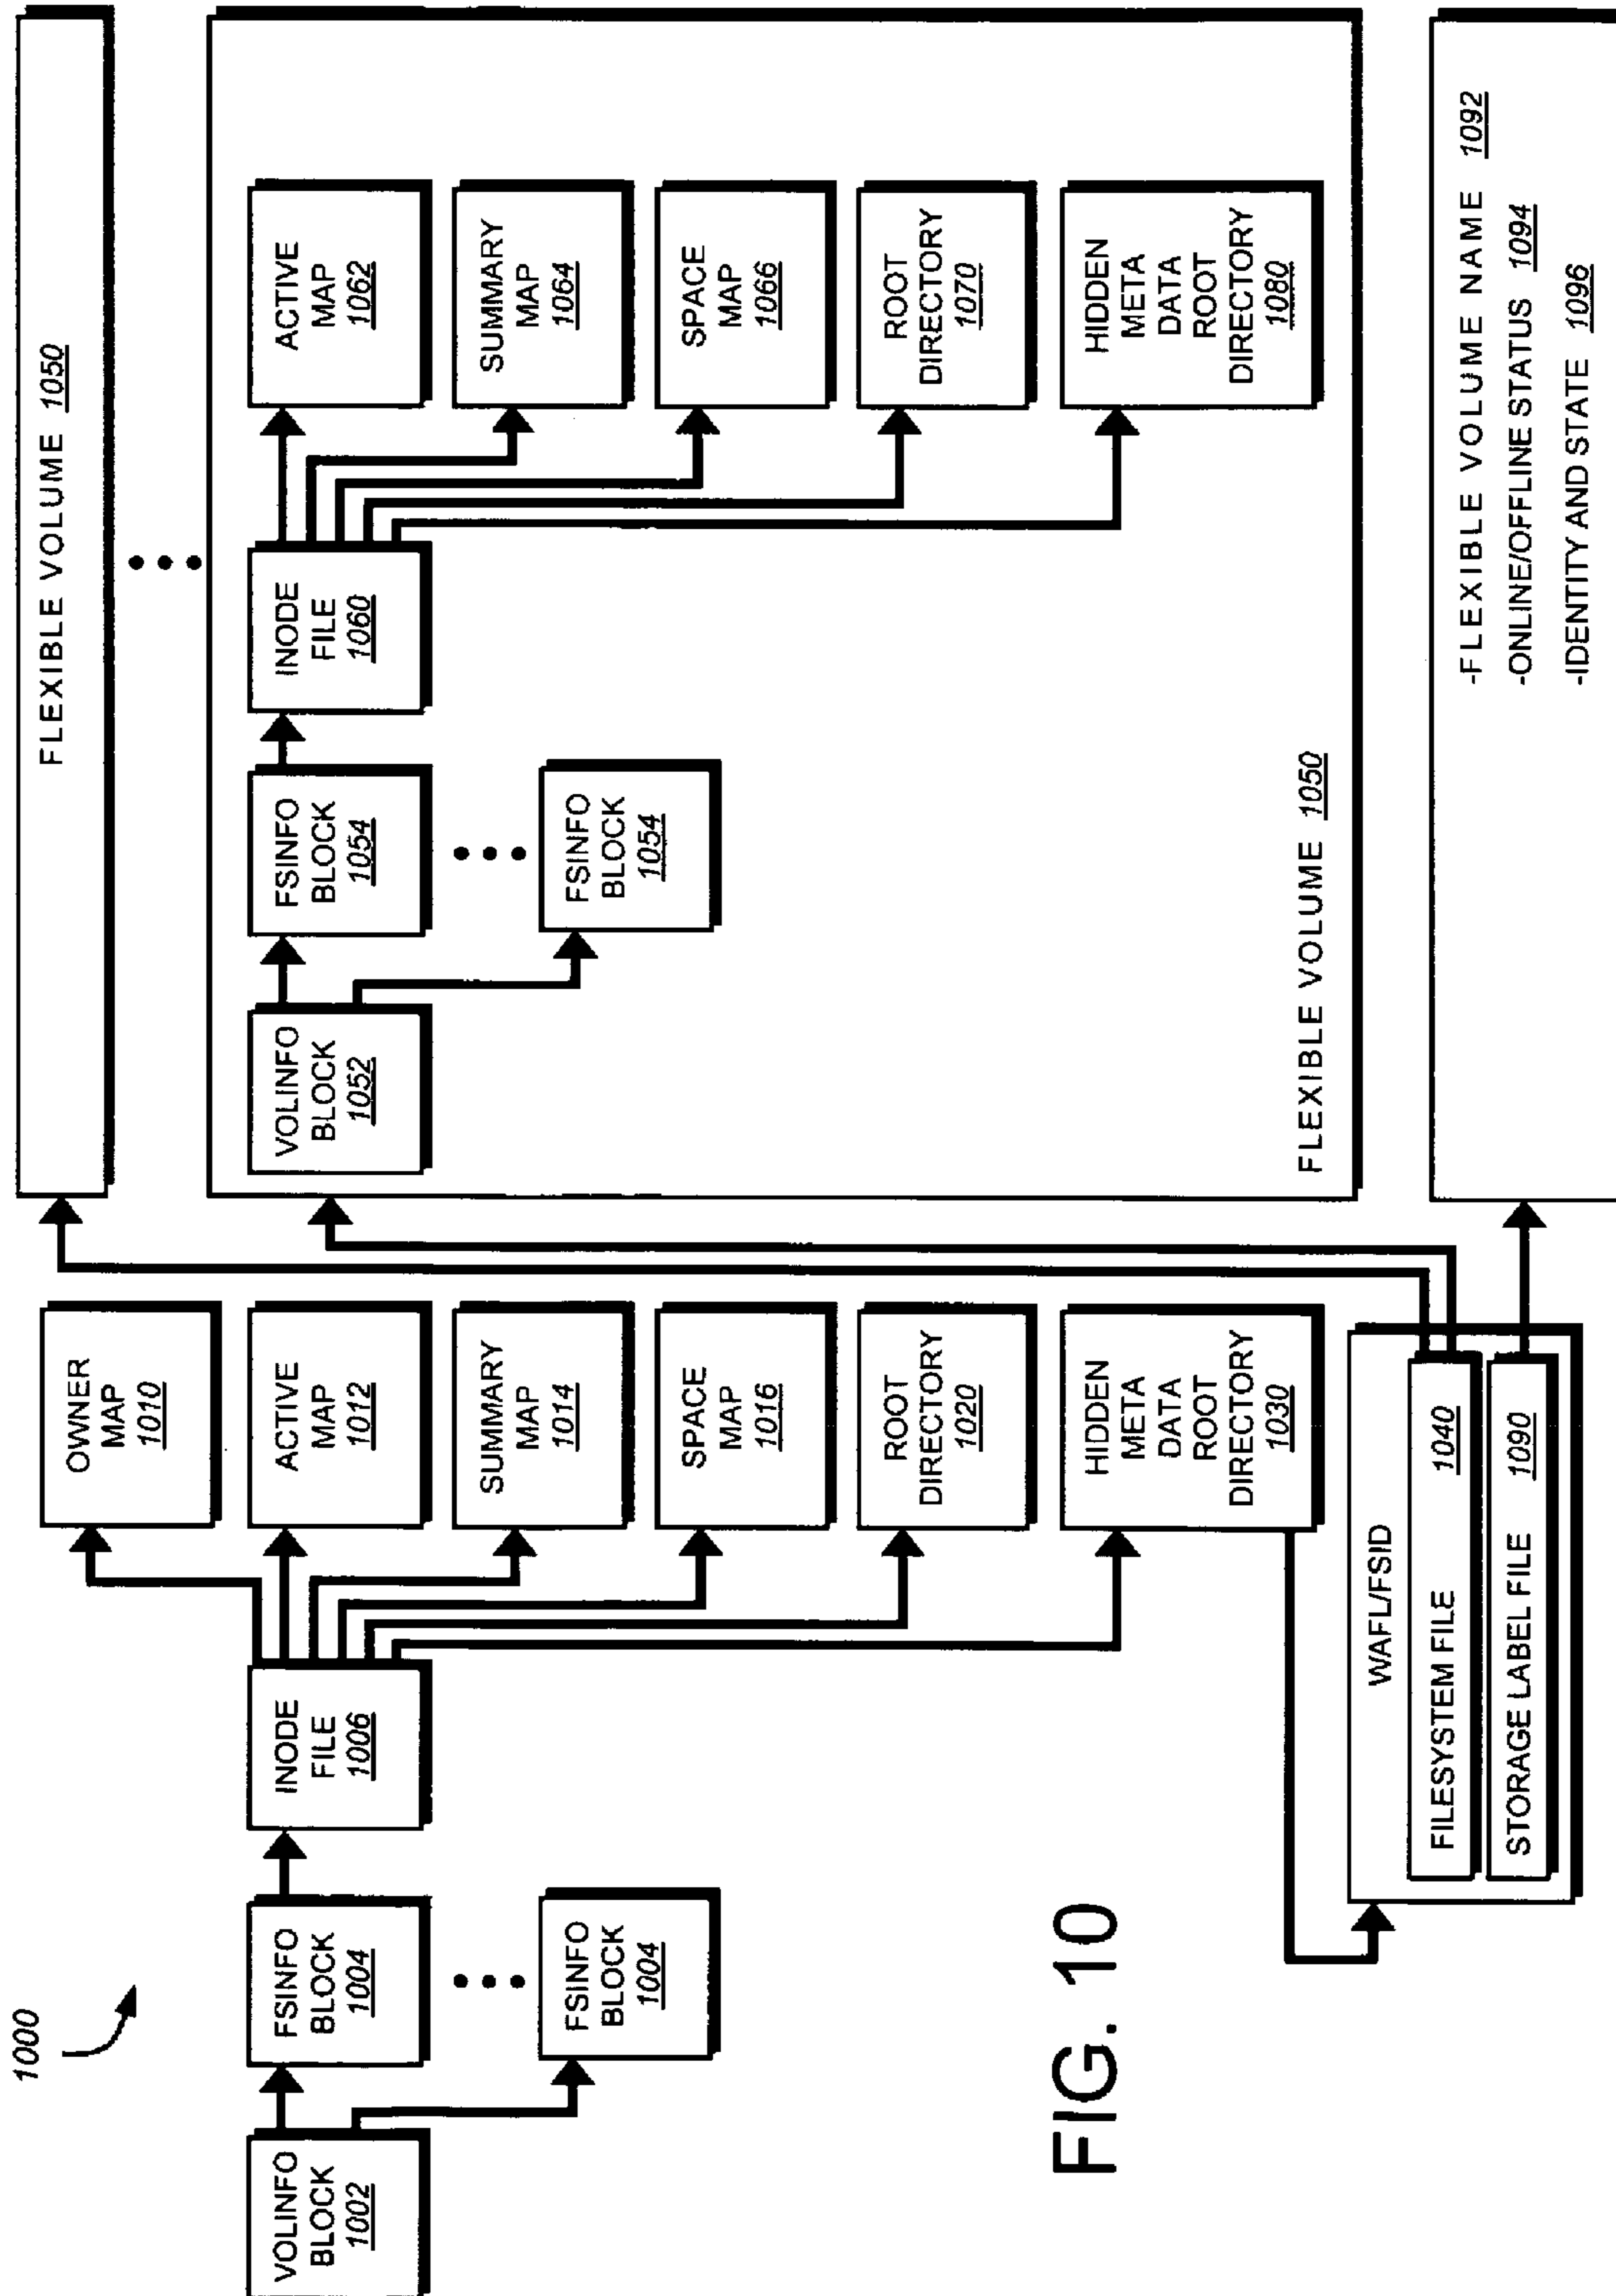 1000
VOLINFO
BLOCK
1002
FSINFO
BLOCK
1004
FSINFO
BLOCK
1004
INODE
FILE
1006
OWNER
MAP
1010
ACTIVE
MAP
1012
SUMMARY
MAP
1014
SPACE
MAP
1016
ROOT
DIRECTORY
1020
HIDDEN
META
DATA
ROOT
DIRECTORY
1030
WAFL/FSID
FILESYSTEM FILE 1040
STORAGE LABEL FILE 1090
FLEXIBLE VOLUME 1050
VOLINFO
BLOCK
1052
FSINFO
BLOCK
1054
FSINFO
BLOCK
1054
INODE
FILE
1060
ACTIVE
MAP
1062
SUMMARY
MAP
1064
SPACE
MAP
1066
ROOT
DIRECTORY
1070
HIDDEN
META
DATA
ROOT
DIRECTORY
1080
FLEXIBLE VOLUME 1050
-FLEXIBLE VOLUME NAME 1092
-ONLINE/OFFLINE STATUS 1094
-IDENTITY AND STATE 1096
FIG. 10